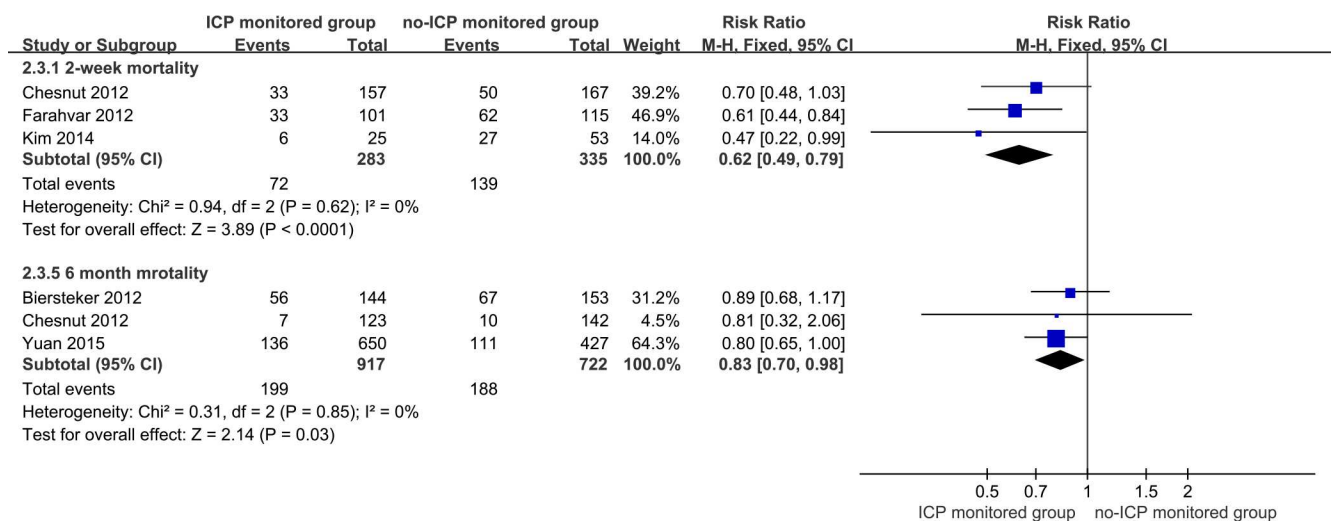 ICP monitored group no-ICP monitored group Risk Ratio Risk Ratio
Study or Subgroup Events Total Events Total Weight M-H, Fixed, 95% CI M-H, Fixed, 95% CI
2.3.1 2-week mortality
Chesnut 2012 33 157 50 167 39.2% 0.70 [0.48, 1.03]
Farahvar 2012 33 101 62 115 46.9% 0.61 [0.44, 0.84]
Kim 2014 6 25 27 53 14.0% 0.47 [0.22, 0.99]
Subtotal (95% CI) 283 335 100.0% 0.62 [0.49, 0.79]
Total events 72 139
Heterogeneity: Chi² = 0.94, df = 2 (P = 0.62); I² = 0%
Test for overall effect: Z = 3.89 (P < 0.0001)
2.3.5 6 month mrotality
Biersteker 2012 56 144 67 153 31.2% 0.89 [0.68, 1.17]
Chesnut 2012 7 123 10 142 4.5% 0.81 [0.32, 2.06]
Yuan 2015 136 650 111 427 64.3% 0.80 [0.65, 1.00]
Subtotal (95% CI) 917 722 100.0% 0.83 [0.70, 0.98]
Total events 199 188
Heterogeneity: Chi² = 0.31, df = 2 (P = 0.85); I² = 0%
Test for overall effect: Z = 2.14 (P = 0.03)
0.5 0.7 1 1.5 2
ICP monitored group no-ICP monitored group